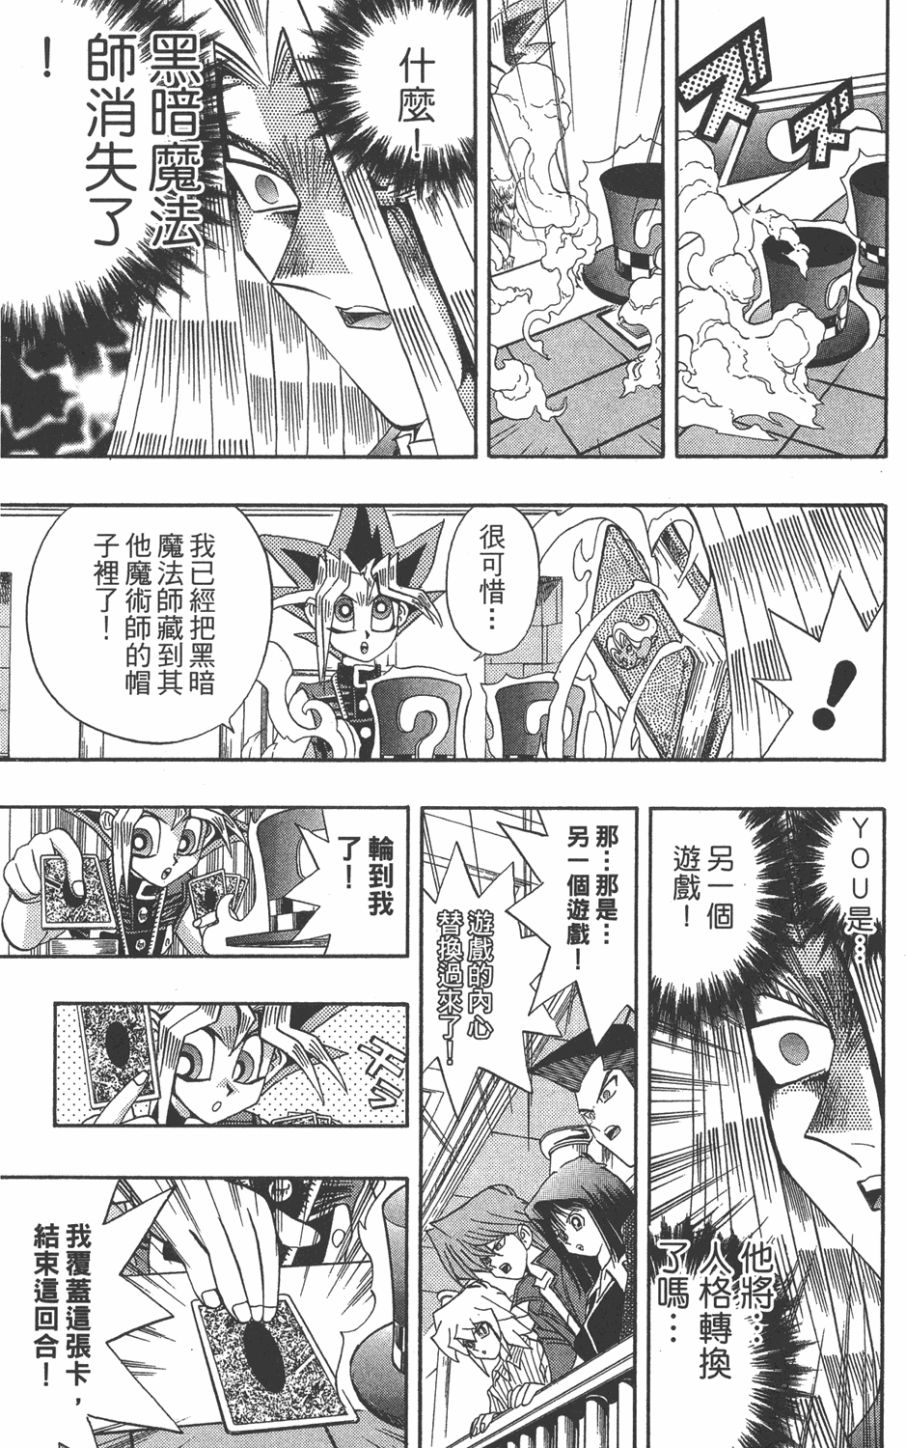 ズズ
什麼！
黑暗魔法
師消失了
！
！
很可惜…
我已經把黑暗
魔法師藏到其
他魔術師的帽
子裡了！
YOU是…
另一個
遊戲！
他將…
人格轉換
了嗎…
那…那是…
另一個遊戲！
遊戲的內心
替換過來了！
輪到我
了！
チラ
我覆蓋這張卡，
結束這回合！